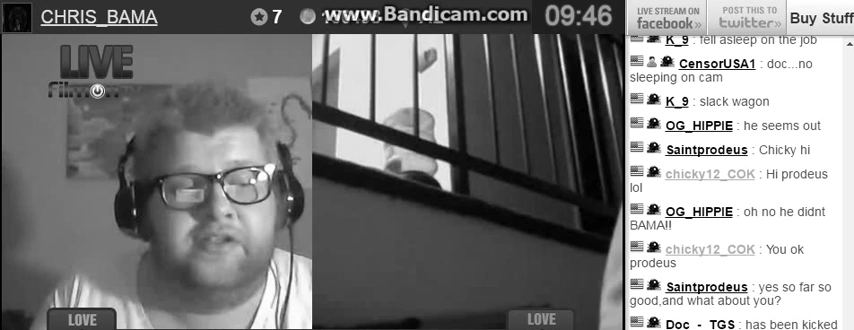 CHRIS_BAMA
7
www.Bandicam.com
09:46
LIVE STREAM ON
facebook»
POST THIS TO
twitter»
Buy Stuff
LIVE
filmon
LOVE
LOVE
K_9 : fell asleep on the job
CensorUSA1 : doc...no
sleeping on cam
K_9 : slack wagon
OG_HIPPIE : he seems out
Saintprodeus : Chicky hi
chicky12_COK : Hi prodeus
lol
OG_HIPPIE : oh no he didnt
BAMA!!
chicky12_COK : You ok
prodeus
Saintprodeus : yes so far so
good,and what about you?
Doc_-_TGS : has been kicked